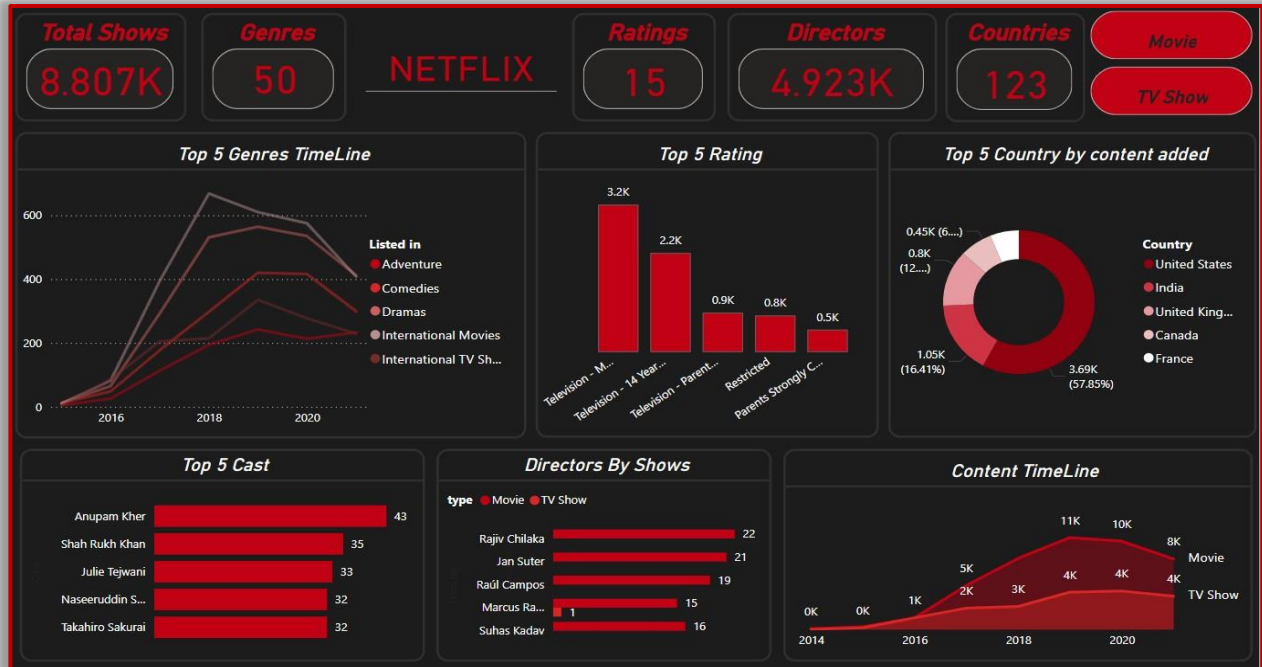 Total Shows
8.807K
Genres
50
NETFLIX
Ratings
15
Directors
4.923K
Countries
123
Movie
TV Show
Top 5 Genres TimeLine
600
400
200
0
2016
2018
2020
Listed in
Adventure
Comedies
Dramas
International Movies
International TV Sh...
Top 5 Rating
3.2K
2.2K
0.9K
0.8K
0.5K
Television - M...
Television - 14 Year...
Television - Parent...
Restricted
Parents Strongly C...
Top 5 Country by content added
0.45K (6....)
0.8K
(12....)
1.05K
(16.41%)
3.69K
(57.85%)
Country
United States
India
United King...
Canada
France
Top 5 Cast
Anupam Kher
43
Shah Rukh Khan
35
Julie Tejwani
33
Naseeruddin S...
32
Takahiro Sakurai
32
Directors By Shows
type Movie TV Show
Rajiv Chilaka
22
Jan Suter
21
Raúl Campos
19
Marcus Ra...
15
1
Suhas Kadav
16
Content TimeLine
0K
0K
1K
5K
2K
3K
11K
4K
10K
4K
8K
4K
Movie
TV Show
2014
2016
2018
2020